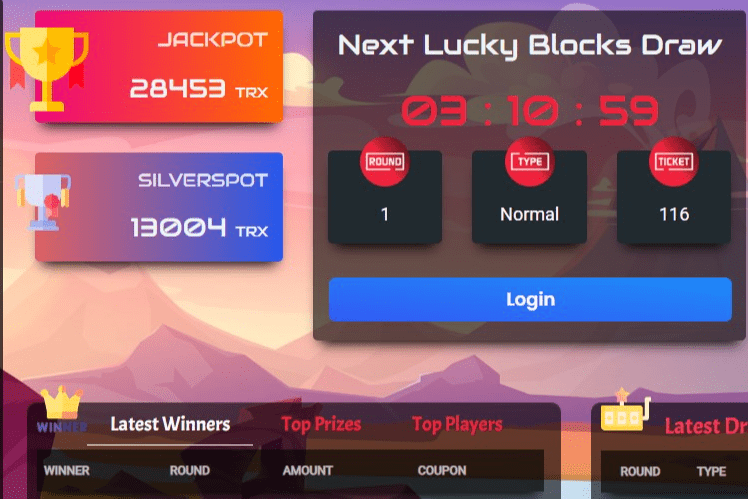 JACKPOT
28453 TRX
SILVERSPOT
13004 TRX
Next Lucky Blocks Draw
03 : 10 : 59
ROUND
TYPE
TICKET
1
Normal
116
Login
WINNER
Latest Winners
Top Prizes
Top Players
WINNER
ROUND
AMOUNT
COUPON
Latest Dr
ROUND
TYPE